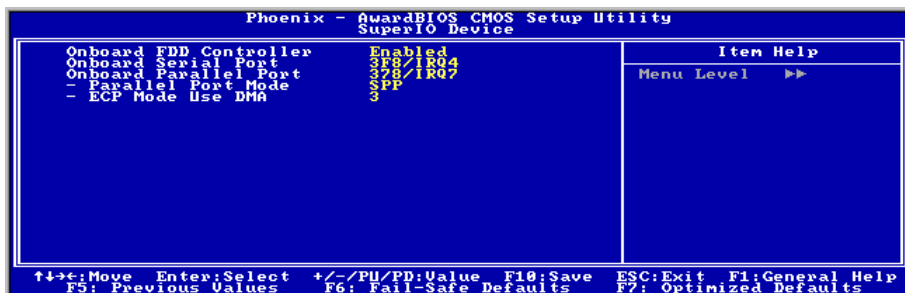 Phoenix - AwardBIOS CMOS Setup Utility
SuperIO Device
Onboard FDD Controller Enabled
Onboard Serial Port 3F8/IRQ4
Onboard Parallel Port 378/IRQ7
- Parallel Port Mode SPP
- ECP Mode Use DMA 3
Item Help
Menu Level ►►
↑↓→←:Move Enter:Select +/-/PU/PD:Value F10:Save ESC:Exit F1:General Help
F5: Previous Values F6: Fail-Safe Defaults F7: Optimized Defaults